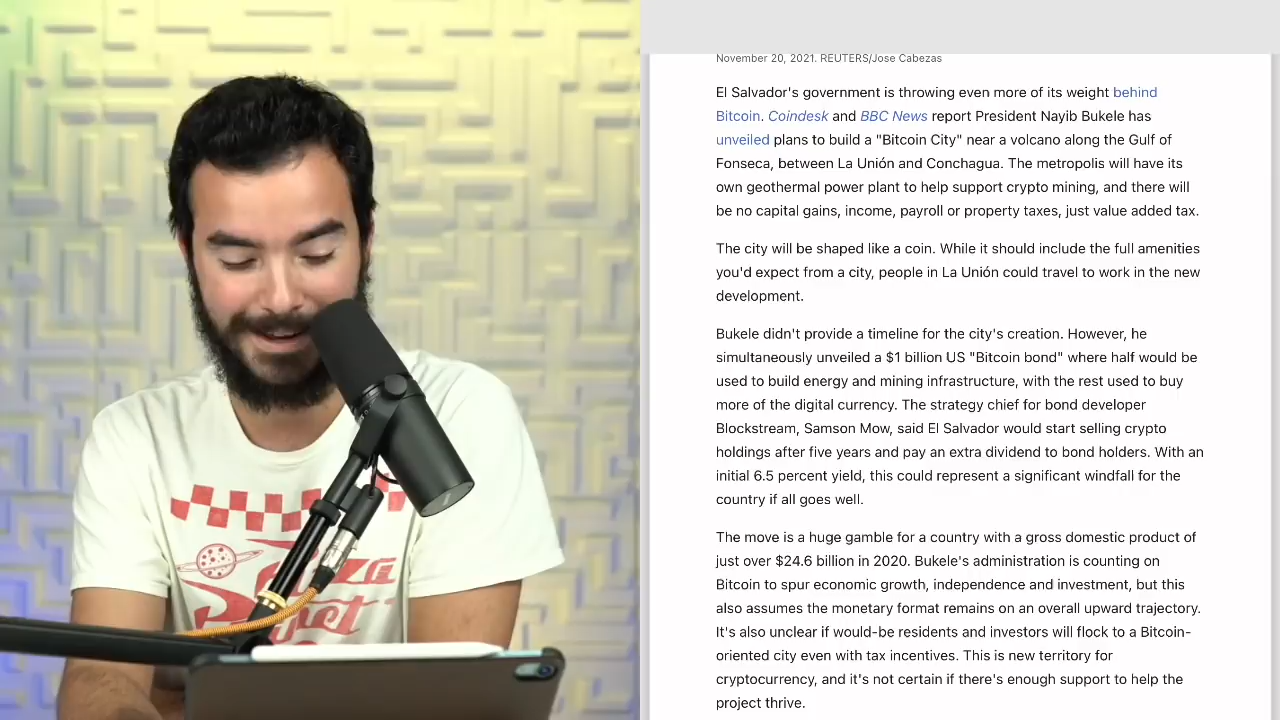 November 20, 2021. REUTERS/Jose Cabezas
El Salvador's government is throwing even more of its weight behind
Bitcoin. Coindesk and BBC News report President Nayib Bukele has
unveiled plans to build a "Bitcoin City" near a volcano along the Gulf of
Fonseca, between La Unión and Conchagua. The metropolis will have its
own geothermal power plant to help support crypto mining, and there will
be no capital gains, income, payroll or property taxes, just value added tax.
The city will be shaped like a coin. While it should include the full amenities
you'd expect from a city, people in La Unión could travel to work in the new
development.
Bukele didn't provide a timeline for the city's creation. However, he
simultaneously unveiled a $1 billion US "Bitcoin bond" where half would be
used to build energy and mining infrastructure, with the rest used to buy
more of the digital currency. The strategy chief for bond developer
Blockstream, Samson Mow, said El Salvador would start selling crypto
holdings after five years and pay an extra dividend to bond holders. With an
initial 6.5 percent yield, this could represent a significant windfall for the
country if all goes well.
The move is a huge gamble for a country with a gross domestic product of
just over $24.6 billion in 2020. Bukele's administration is counting on
Bitcoin to spur economic growth, independence and investment, but this
also assumes the monetary format remains on an overall upward trajectory.
It's also unclear if would-be residents and investors will flock to a Bitcoin-
oriented city even with tax incentives. This is new territory for
cryptocurrency, and it's not certain if there's enough support to help the
project thrive.